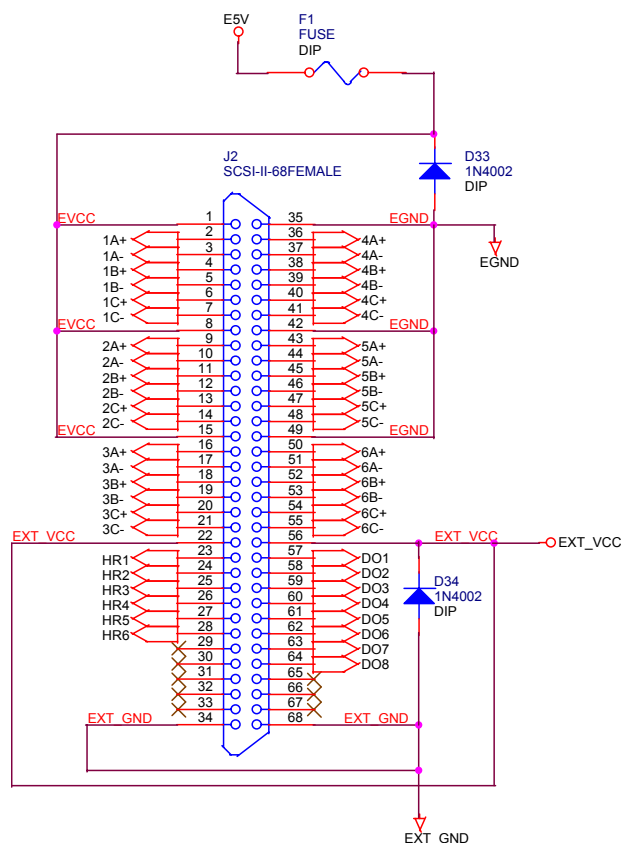 E5V
F1
FUSE
DIP
D33
1N4002
DIP
J2
SCSI-II-68FEMALE
EVCC 1 35 EGND
EGND
1A+ 2 36 4A+
1A- 3 37 4A-
1B+ 4 38 4B+
1B- 5 39 4B-
1C+ 6 40 4C+
1C- 7 41 4C-
EVCC 8 42 EGND
2A+ 9 43 5A+
2A- 10 44 5A-
2B+ 11 45 5B+
2B- 12 46 5B-
2C+ 13 47 5C+
2C- 14 48 5C-
EVCC 15 49 EGND
3A+ 16 50 6A+
3A- 17 51 6A-
3B+ 18 52 6B+
3B- 19 53 6B-
3C+ 20 54 6C+
3C- 21 55 6C-
EXT_VCC 22 56 EXT_VCC EXT_VCC
HR1 23 57 DO1
HR2 24 58 DO2
HR3 25 59 DO3
HR4 26 60 DO4
HR5 27 61 DO5
HR6 28 62 DO6
29 63 DO7
30 64 DO8
31 65
32 66
33 67
34 68
EXT_GND EXT_GND
D34
1N4002
DIP
EXT_GND